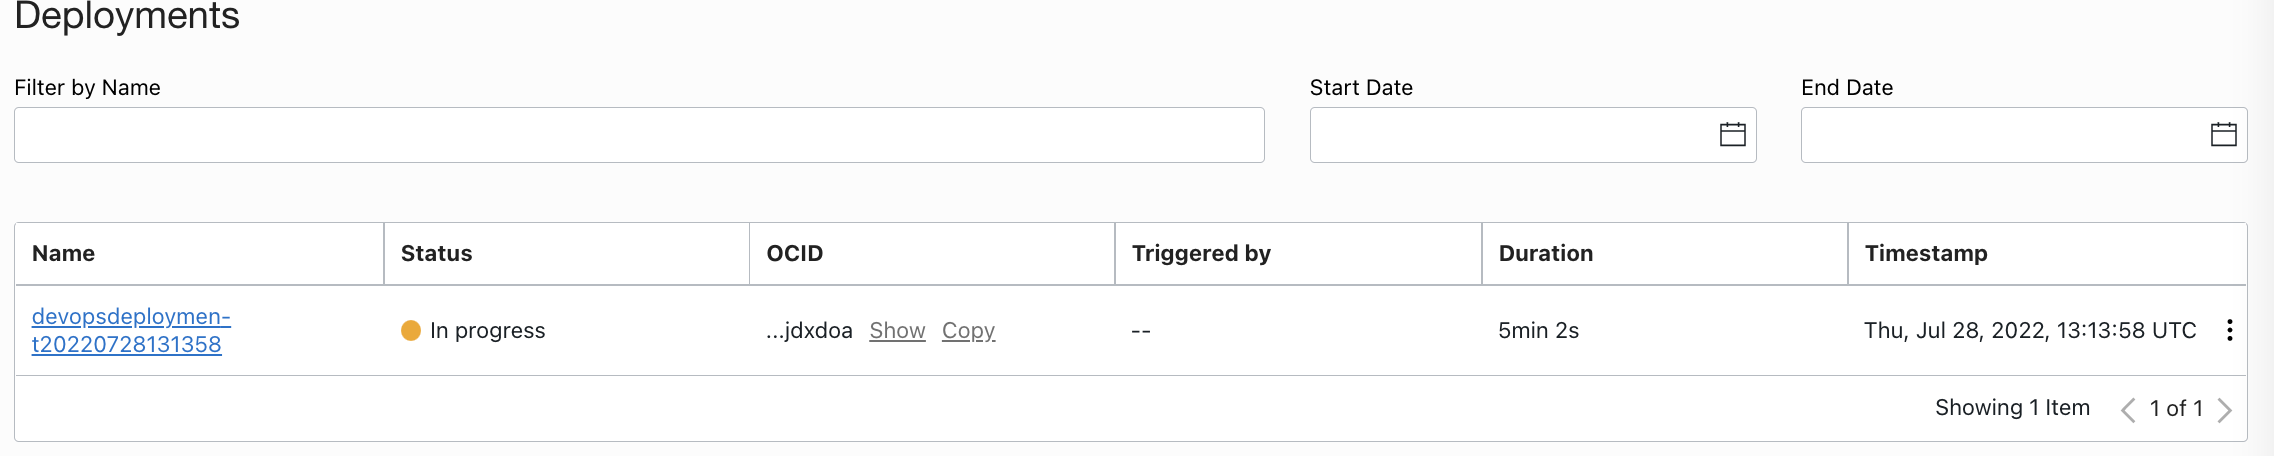 Deployments
Filter by Name Start Date End Date
Name Status OCID Triggered by Duration Timestamp
devopsdeploymen-
t20220728131358
In progress ...jdxdoa Show Copy -- 5min 2s Thu, Jul 28, 2022, 13:13:58 UTC
Showing 1 Item 1 of 1